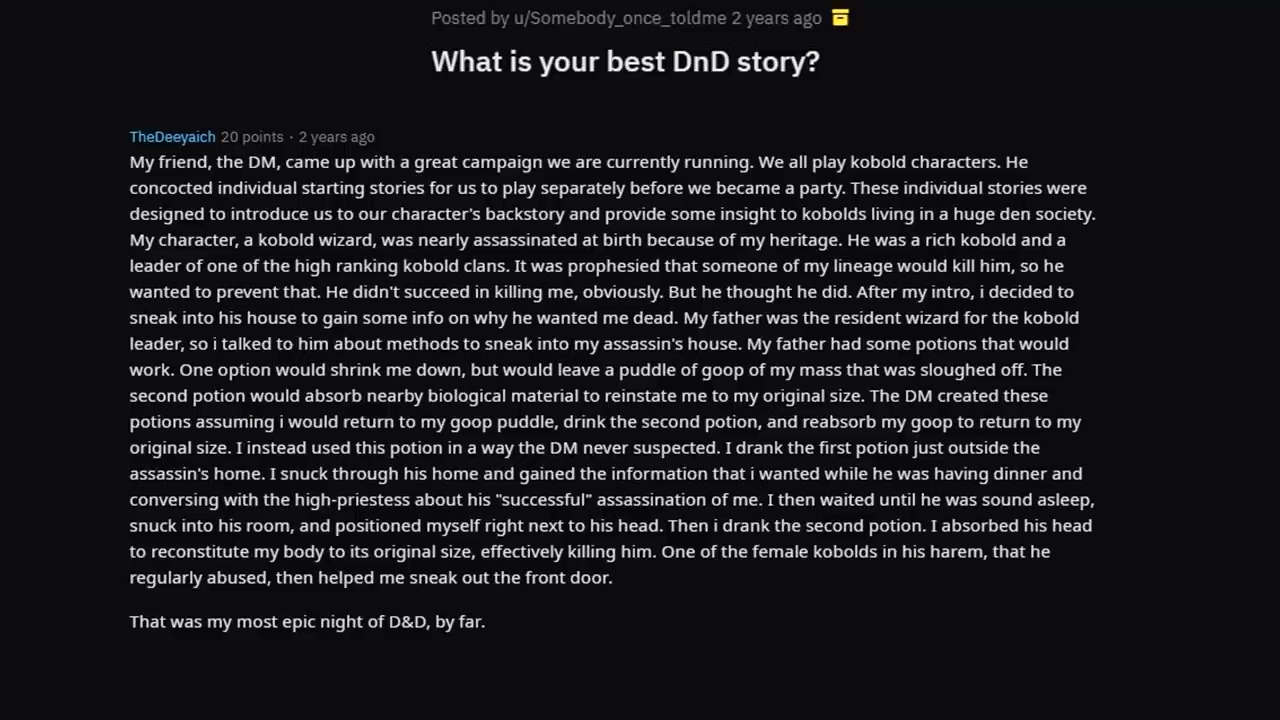 Posted by u/Somebody_once_toldme 2 years ago
What is your best DnD story?
TheDeeyaich 20 points · 2 years ago
My friend, the DM, came up with a great campaign we are currently running. We all play kobold characters. He
concocted individual starting stories for us to play separately before we became a party. These individual stories were
designed to introduce us to our character's backstory and provide some insight to kobolds living in a huge den society.
My character, a kobold wizard, was nearly assassinated at birth because of my heritage. He was a rich kobold and a
leader of one of the high ranking kobold clans. It was prophesied that someone of my lineage would kill him, so he
wanted to prevent that. He didn't succeed in killing me, obviously. But he thought he did. After my intro, i decided to
sneak into his house to gain some info on why he wanted me dead. My father was the resident wizard for the kobold
leader, so i talked to him about methods to sneak into my assassin's house. My father had some potions that would
work. One option would shrink me down, but would leave a puddle of goop of my mass that was sloughed off. The
second potion would absorb nearby biological material to reinstate me to my original size. The DM created these
potions assuming i would return to my goop puddle, drink the second potion, and reabsorb my goop to return to my
original size. I instead used this potion in a way the DM never suspected. I drank the first potion just outside the
assassin's home. I snuck through his home and gained the information that i wanted while he was having dinner and
conversing with the high-priestess about his "successful" assassination of me. I then waited until he was sound asleep,
snuck into his room, and positioned myself right next to his head. Then i drank the second potion. I absorbed his head
to reconstitute my body to its original size, effectively killing him. One of the female kobolds in his harem, that he
regularly abused, then helped me sneak out the front door.
That was my most epic night of D&D, by far.